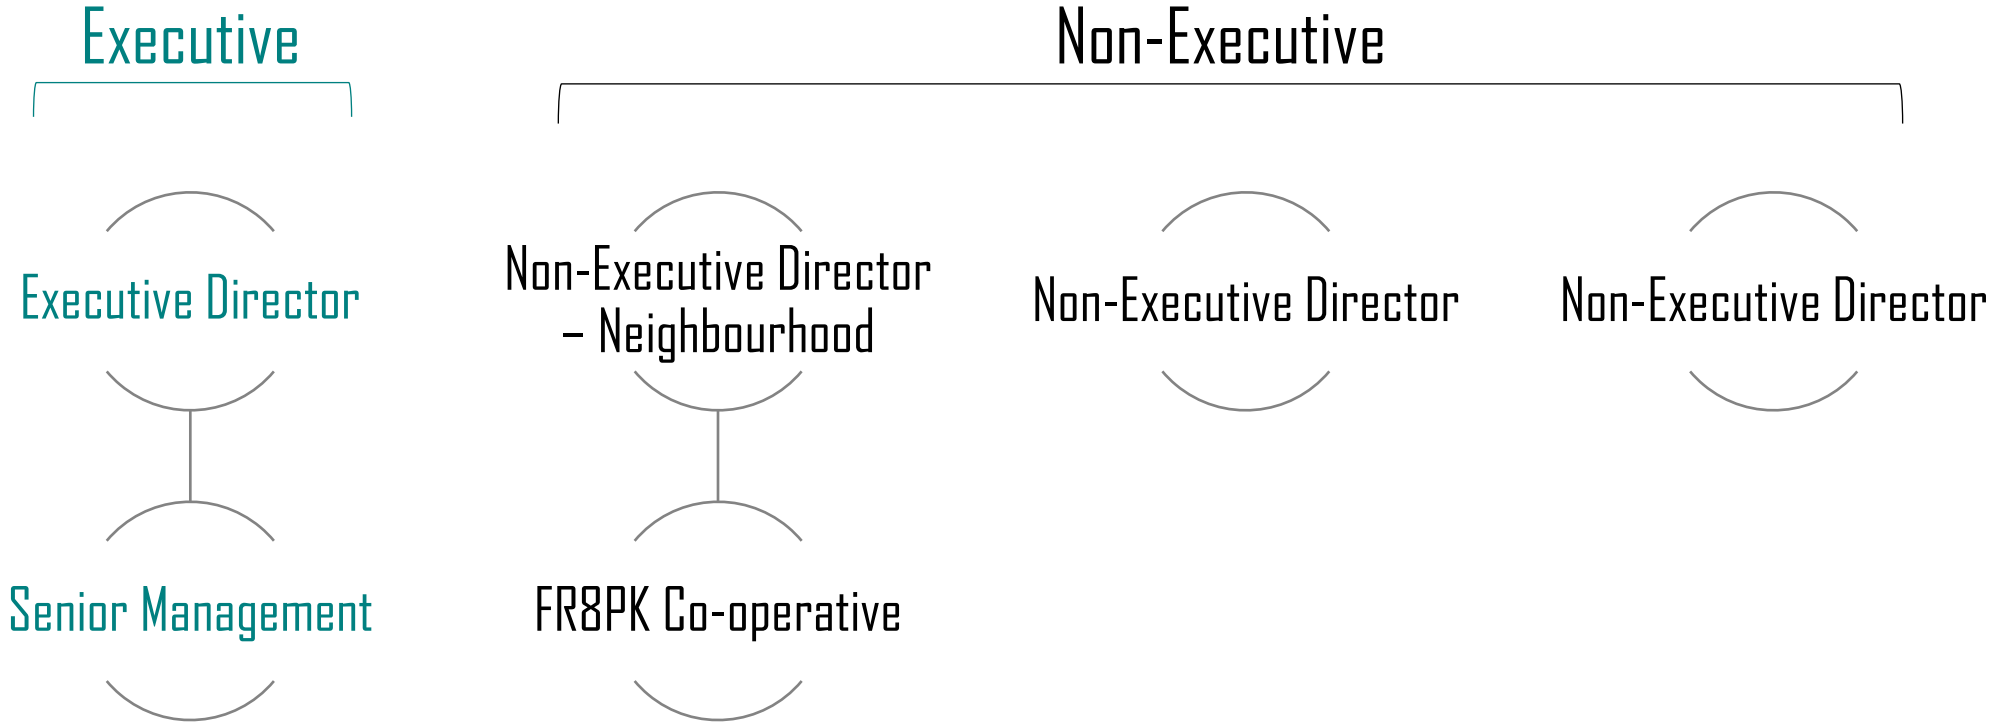 Executive
Non-Executive
Executive Director
Non-Executive Director
– Neighbourhood
Non-Executive Director
Non-Executive Director
Senior Management
FR8PK Co-operative